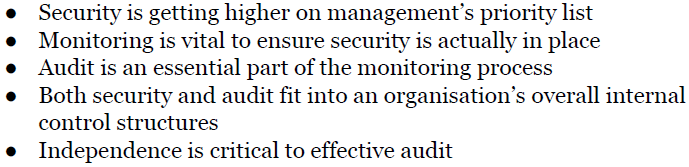 ● Security is getting higher on management’s priority list
● Monitoring is vital to ensure security is actually in place
● Audit is an essential part of the monitoring process
● Both security and audit fit into an organisation’s overall internal
control structures
● Independence is critical to effective audit